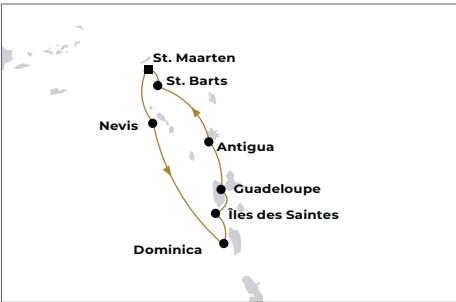 St. Maarten
St. Barts
Nevis
Antigua
Guadeloupe
Îles des Saintes
Dominica